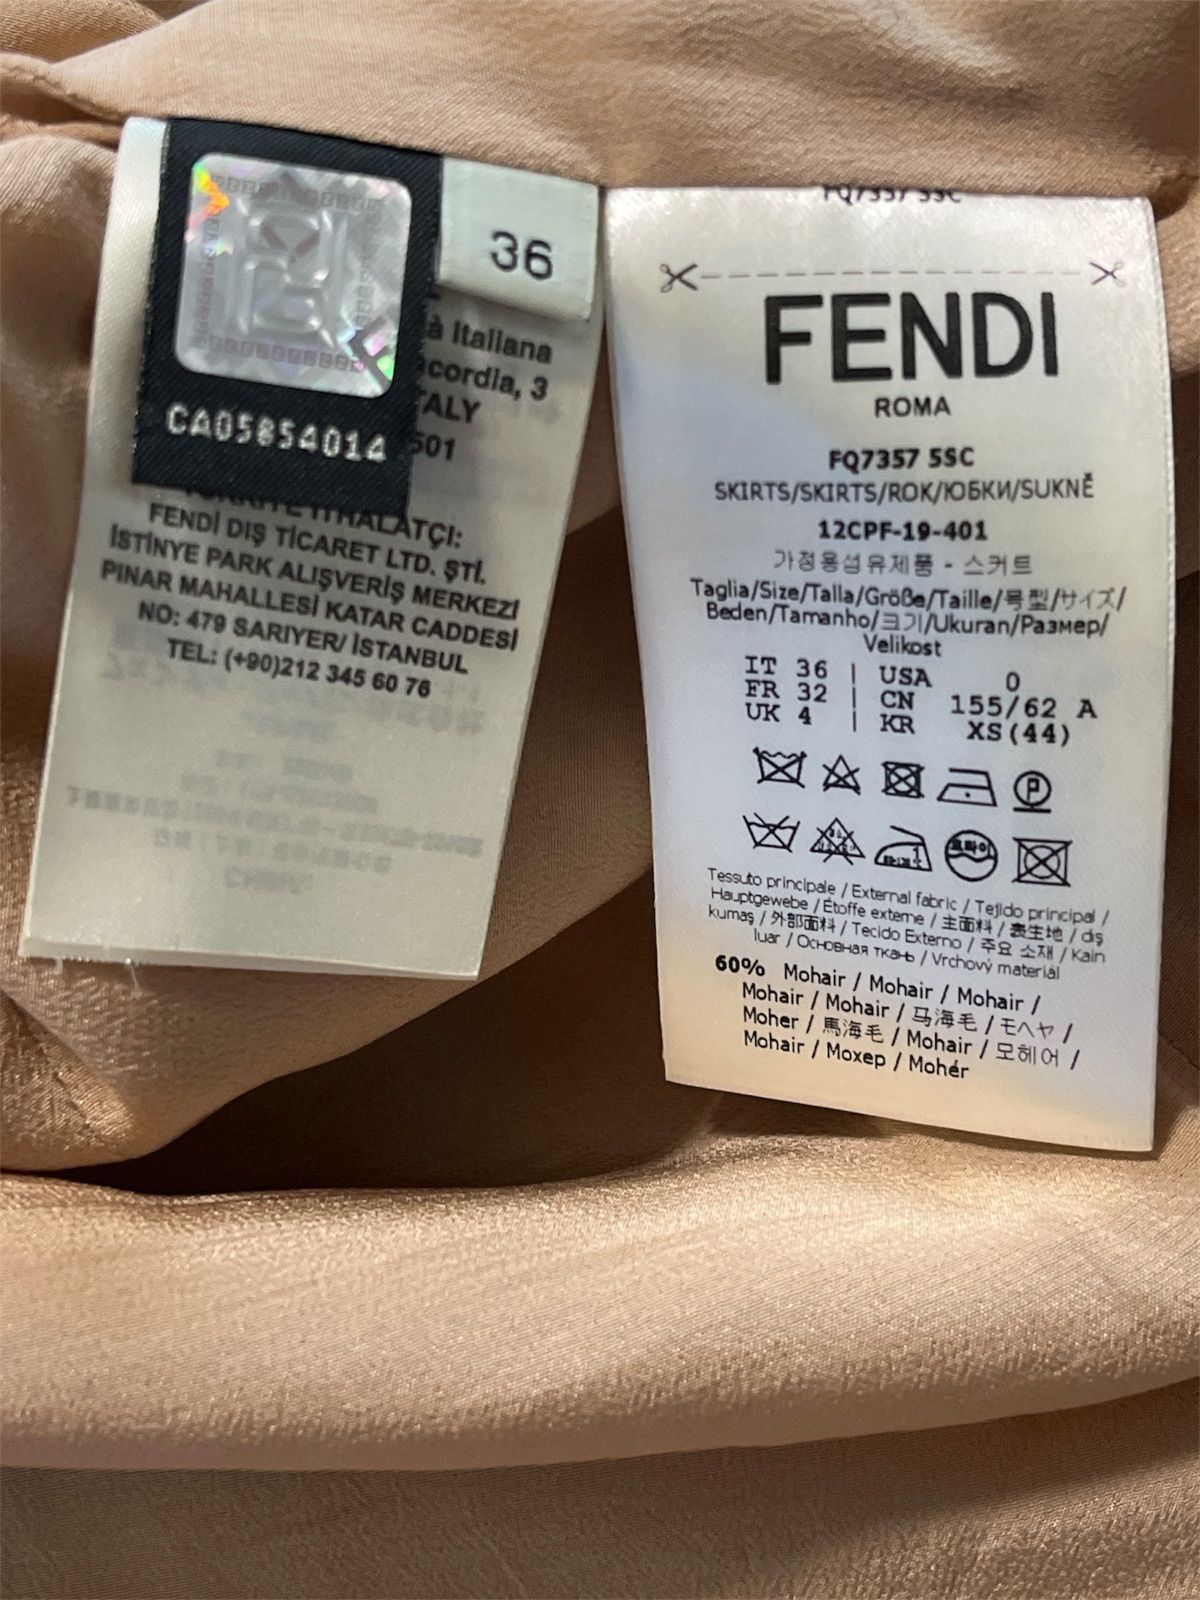 36
à Italiana
cordia, 3
TALY
501
CA05854014
FENDİ DIŞ TİCARET LTD. ŞTİ.
İSTİNYE PARK ALIŞVERİŞ MERKEZİ
PINAR MAHALLESİ KATAR CADDESİ
NO: 479 SARIYER/ İSTANBUL
TEL: (+90)212 345 60 76
FQ7357 5SC
FENDI
ROMA
FQ7357 5SC
SKIRTS/SKIRTS/ROK/ЮБКИ/SUKNĚ
12CPF-19-401
가정용섬유제품 - 스커트
Taglia/Size/Talla/Größe/Taille/号型/サイズ/
Beden/Tamanho/크기/Ukuran/Размер/
Velikost
IT 36 | USA 0
FR 32 | CN 155/62 A
UK 4 | KR XS(44)
P
드라이
Tessuto principale / External fabric / Tejido principal /
Hauptgewebe / Étoffe externe / 主面料 / 表生地 / dış
kumaş / 外部面料 / Tecido Externo / 주요 소재 / Kain
luar / Основная ткань / Vrchový materiál
60% Mohair / Mohair / Mohair /
Mohair / Mohair / 马海毛 / モヘヤ /
Moher / 馬海毛 / Mohair / 모헤어 /
Mohair / Мохер / Mohér